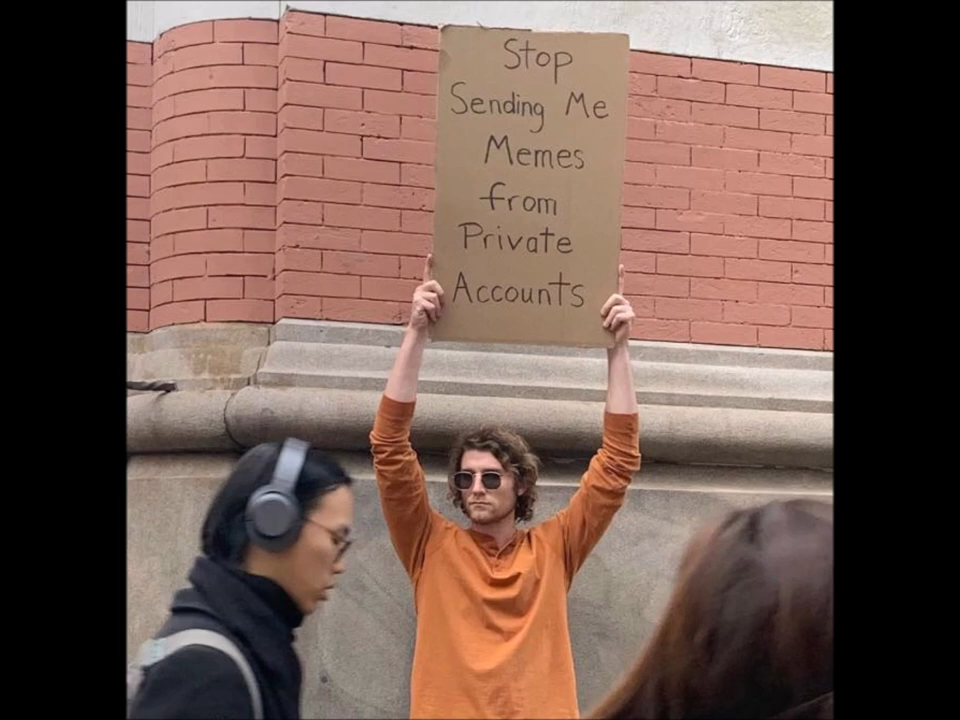 Stop
Sending Me
Memes
from
Private
Accounts